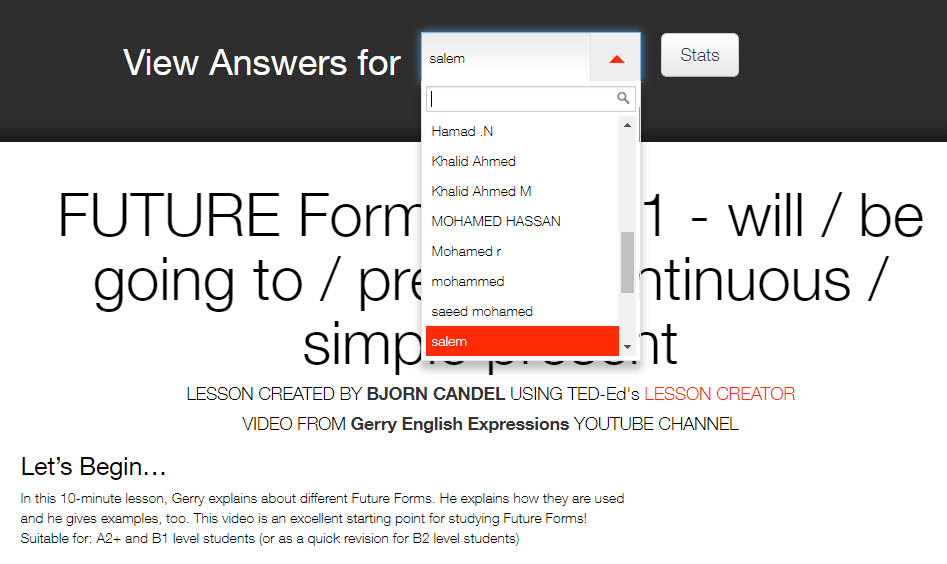 View Answers for
salem
Stats
Hamad .N
Khalid Ahmed
Khalid Ahmed M
MOHAMED HASSAN
Mohamed r
mohammed
saeed mohamed
salem
FUTURE Form 1 - will / be
going to / pre ntinuous /
simpl nt
LESSON CREATED BY BJORN CANDEL USING TED-Ed's LESSON CREATOR
VIDEO FROM Gerry English Expressions YOUTUBE CHANNEL
Let's Begin...
In this 10-minute lesson, Gerry explains about different Future Forms. He explains how they are used
and he gives examples, too. This video is an excellent starting point for studying Future Forms!
Suitable for: A2+ and B1 level students (or as a quick revision for B2 level students)